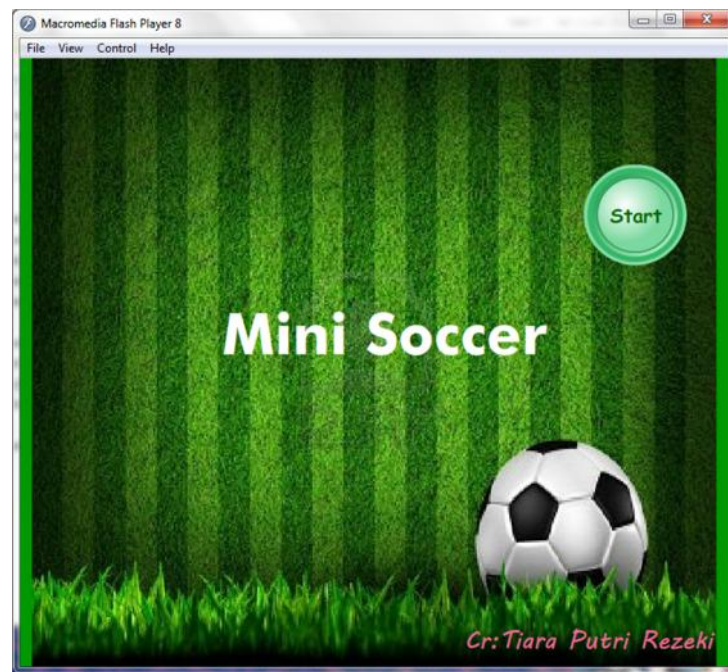 Macromedia Flash Player 8
File View Control Help
Start
Mini Soccer
Cr:Tiara Putri Rezeki